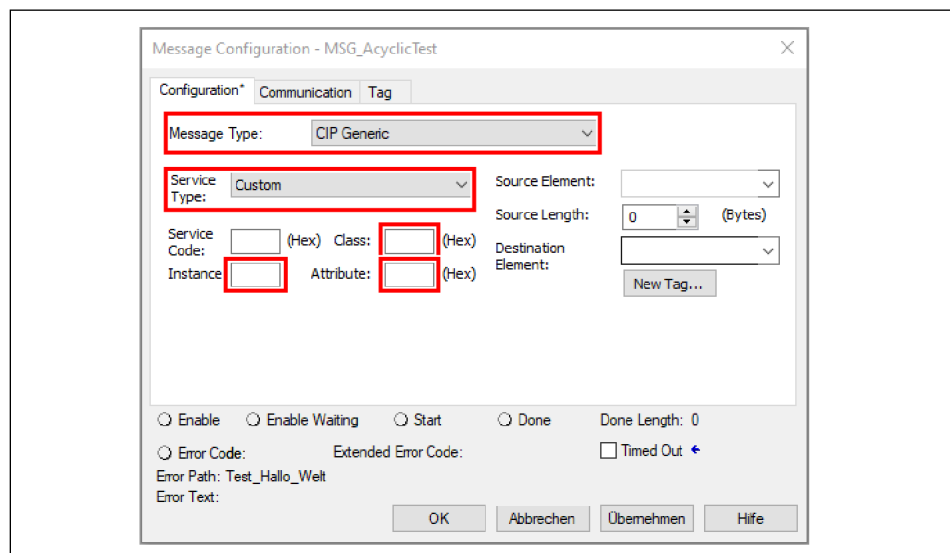 Message Configuration - MSG_AcyclicTest
Configuration* Communication Tag
Message Type: CIP Generic
Service Type: Custom
Source Element:
Source Length: 0 (Bytes)
Service Code: (Hex) Class: (Hex)
Destination Element:
Instance Attribute: (Hex)
New Tag...
Enable Enable Waiting Start Done Done Length: 0
Error Code: Extended Error Code: Timed Out
Error Path: Test_Hallo_Welt
Error Text:
OK Abbrechen Übernehmen Hilfe